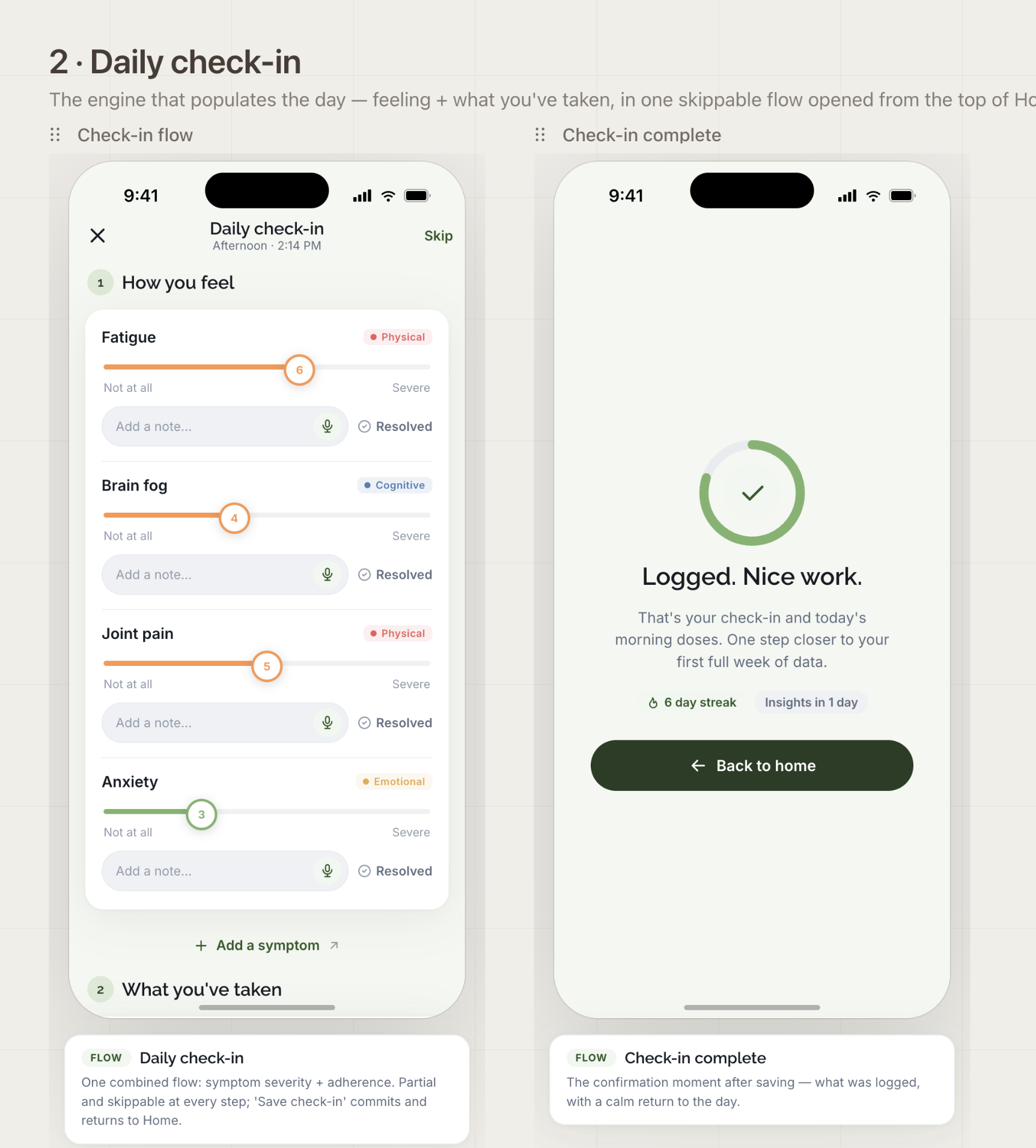 2 · Daily check-in
The engine that populates the day — feeling + what you've taken, in one skippable flow opened from the top of
Check-in flow
9:41
Daily check-in
Afternoon · 2:14 PM
Skip
1 How you feel
Fatigue
Physical
6
Not at all
Severe
Add a note...
Resolved
Brain fog
Cognitive
4
Not at all
Severe
Add a note...
Resolved
Joint pain
Physical
5
Not at all
Severe
Add a note...
Resolved
Anxiety
Emotional
3
Not at all
Severe
Add a note...
Resolved
+ Add a symptom
2 What you've taken
FLOW Daily check-in
One combined flow: symptom severity + adherence. Partial
and skippable at every step; 'Save check-in' commits and
returns to Home.
Check-in complete
9:41
Logged. Nice work.
That's your check-in and today's
morning doses. One step closer to your
first full week of data.
6 day streak
Insights in 1 day
Back to home
FLOW Check-in complete
The confirmation moment after saving — what was logged,
with a calm return to the day.